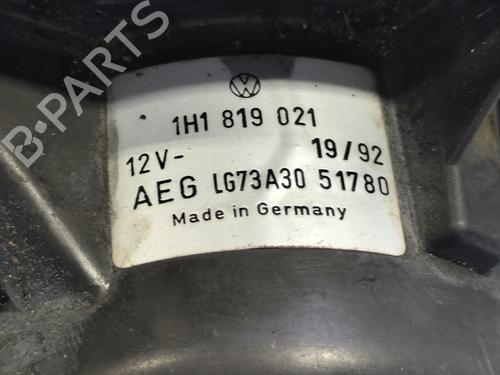 B-PARTS
1H1 819 021
12V- 19/92
AEG LG73A30 51780
Made in Germany